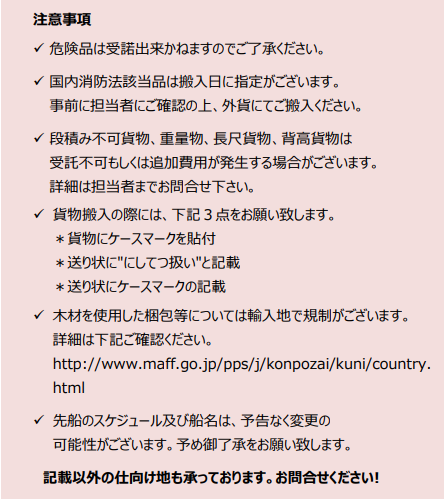 注意事項
✓ 危険品は受諾出来かねますのでご了承ください。
✓ 国内消防法該当品は搬入日に指定がございます。
事前に担当者にご確認の上、外貨にてご搬入ください。
✓ 段積み不可貨物、重量物、長尺貨物、背高貨物は
受託不可もしくは追加費用が発生する場合がございます。
詳細は担当者までお問合せ下さい。
✓ 貨物搬入の際には、下記３点をお願い致します。
＊貨物にケースマークを貼付
＊送り状に"にしてつ扱い"と記載
＊送り状にケースマークの記載
✓ 木材を使用した梱包等については輸入地で規制がございます。
詳細は下記ご確認ください。
http://www.maff.go.jp/pps/j/konpozai/kuni/country.
html
✓ 先船のスケジュール及び船名は、予告なく変更の
可能性がございます。予め御了承をお願い致します。
記載以外の仕向け地も承っております。お問合せください!